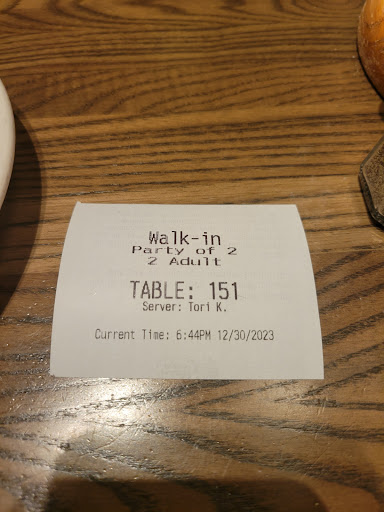 Walk-in
Party of 2
2 Adult
TABLE: 151
Server: Tori K.
Current Time: 6:44PM 12/30/2023